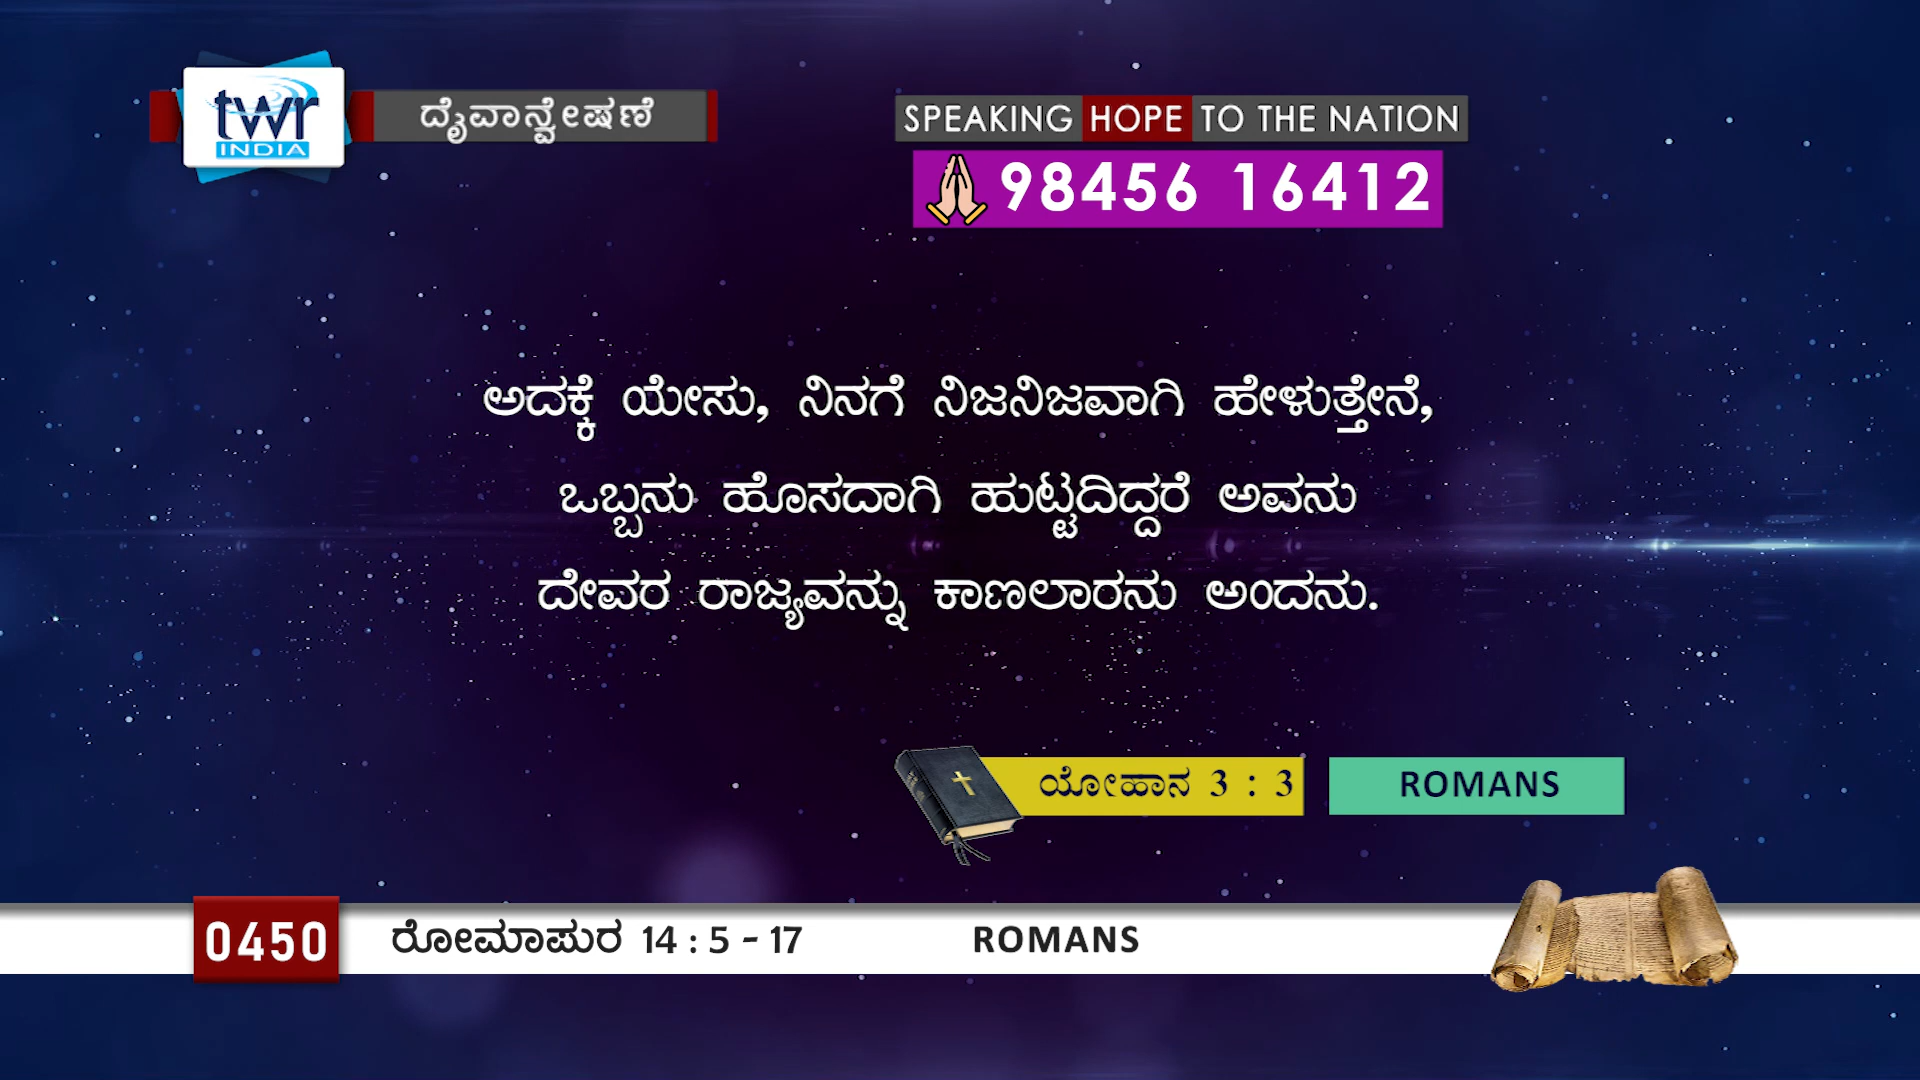 twr
INDIA
ದೈವಾನ್ವೇಷಣೆ
SPEAKING HOPE TO THE NATION
98456 16412
ಅದಕ್ಕೆ ಯೇಸು, ನಿನಗೆ ನಿಜನಿಜವಾಗಿ ಹೇಳುತ್ತೇನೆ,
ಒಬ್ಬನು ಹೊಸದಾಗಿ ಹುಟ್ಟದಿದ್ದರೆ ಅವನು
ದೇವರ ರಾಜ್ಯವನ್ನು ಕಾಣಲಾರನು ಅಂದನು.
ಯೋಹಾನ 3 : 3
ROMANS
0450 ರೋಮಾಪುರ 14 : 5 - 17 ROMANS